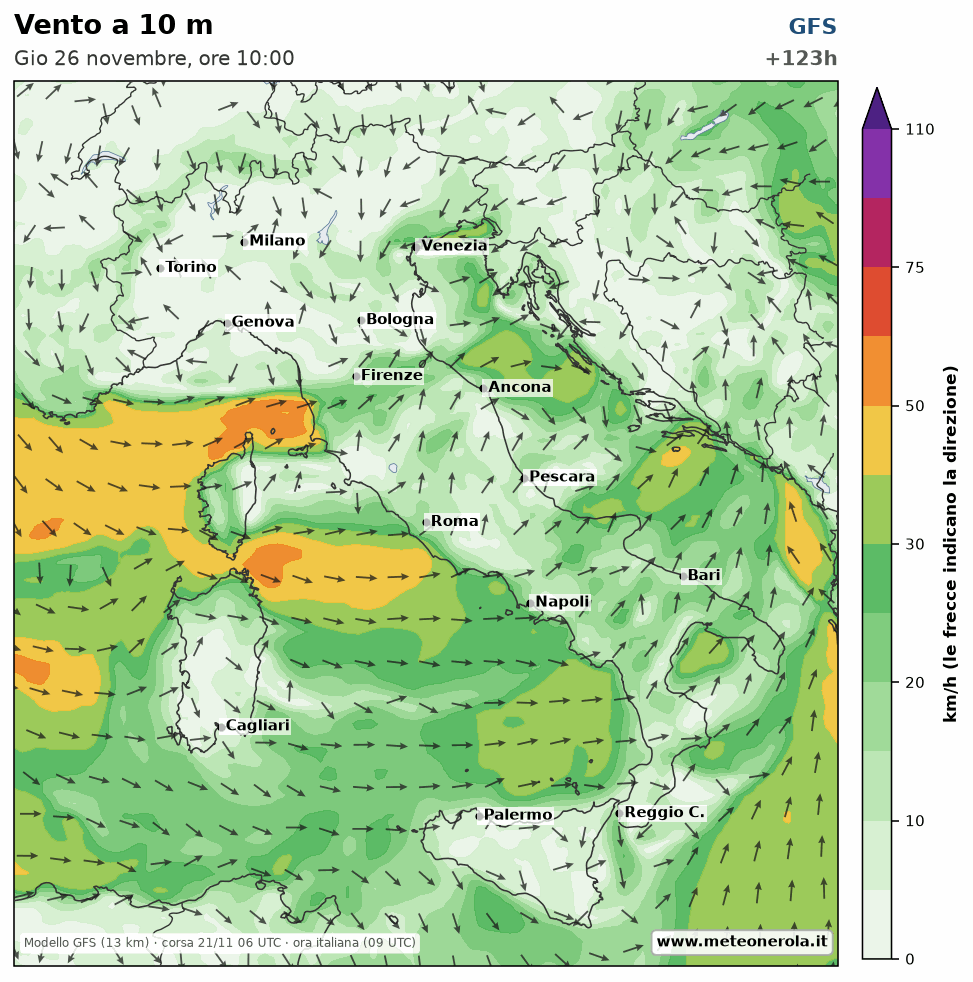 Vento a 10 m
GFS
Gio 26 novembre, ore 10:00
+123h
Milano
Venezia
Torino
Genova
Bologna
Firenze
Ancona
Pescara
Roma
Bari
Napoli
Cagliari
Palermo
Reggio C.
Modello GFS (13 km) · corsa 21/11 06 UTC · ora italiana (09 UTC)
www.meteonerola.it
110
75
50
30
20
10
0
km/h (le frecce indicano la direzione)